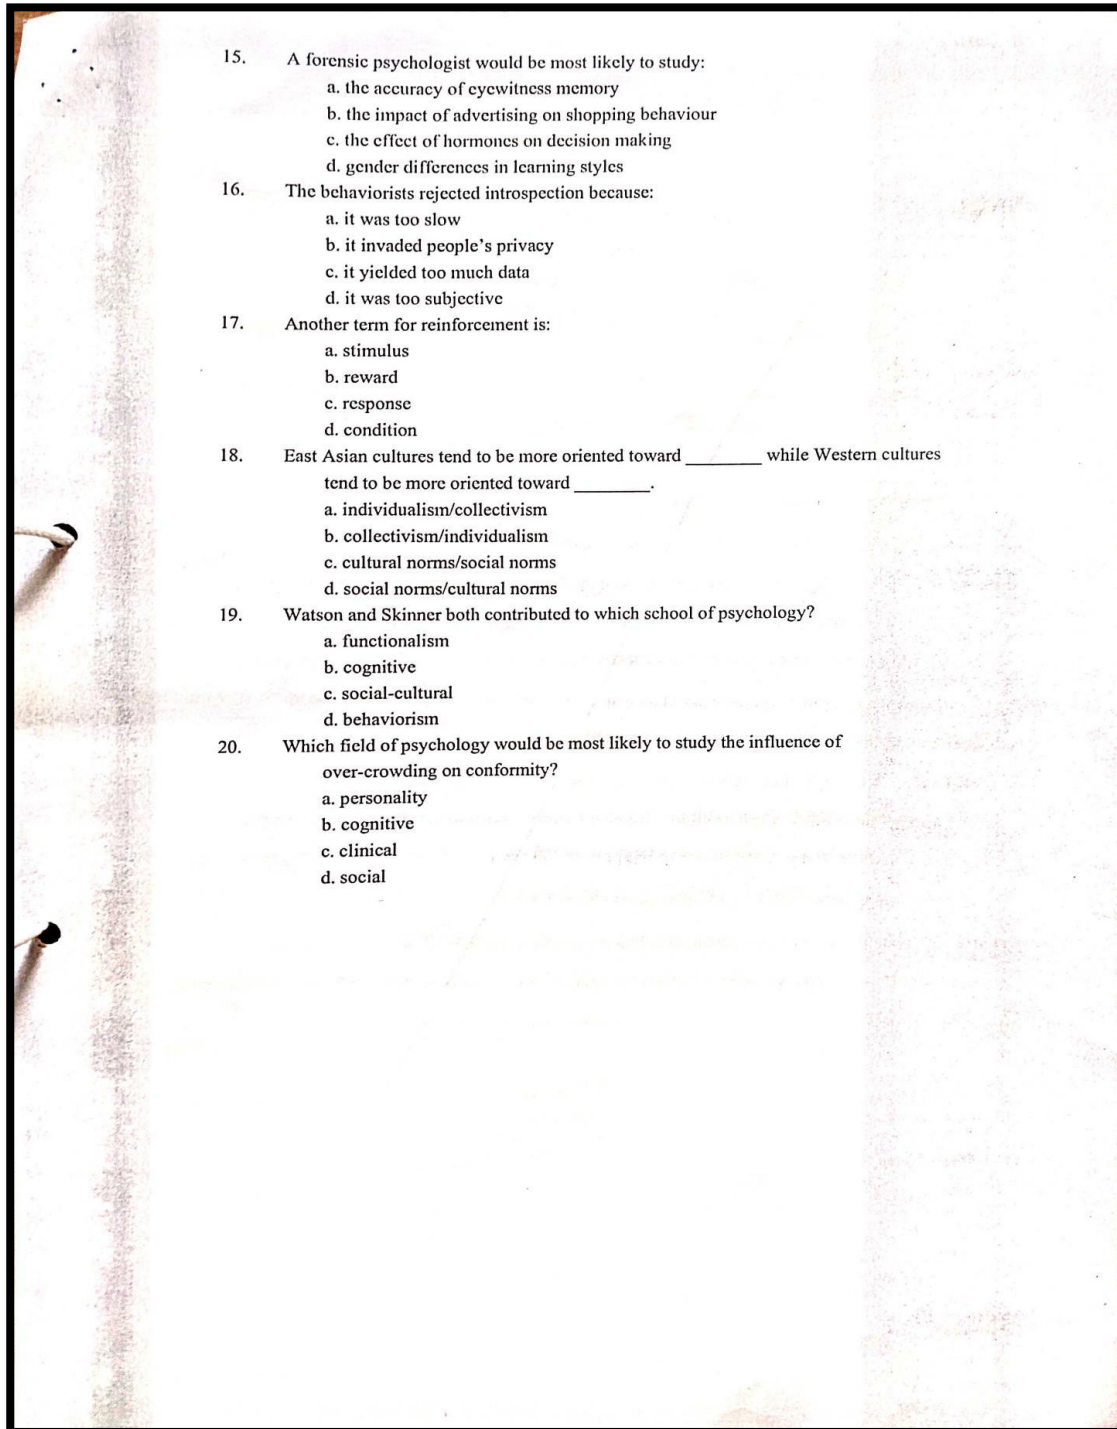 15. A forensic psychologist would be most likely to study:
a. the accuracy of eyewitness memory
b. the impact of advertising on shopping behaviour
c. the effect of hormones on decision making
d. gender differences in learning styles
16. The behaviorists rejected introspection because:
a. it was too slow
b. it invaded people's privacy
c. it yielded too much data
d. it was too subjective
17. Another term for reinforcement is:
a. stimulus
b. reward
c. response
d. condition
18. East Asian cultures tend to be more oriented toward ________ while Western cultures
tend to be more oriented toward ________.
a. individualism/collectivism
b. collectivism/individualism
c. cultural norms/social norms
d. social norms/cultural norms
19. Watson and Skinner both contributed to which school of psychology?
a. functionalism
b. cognitive
c. social-cultural
d. behaviorism
20. Which field of psychology would be most likely to study the influence of
over-crowding on conformity?
a. personality
b. cognitive
c. clinical
d. social